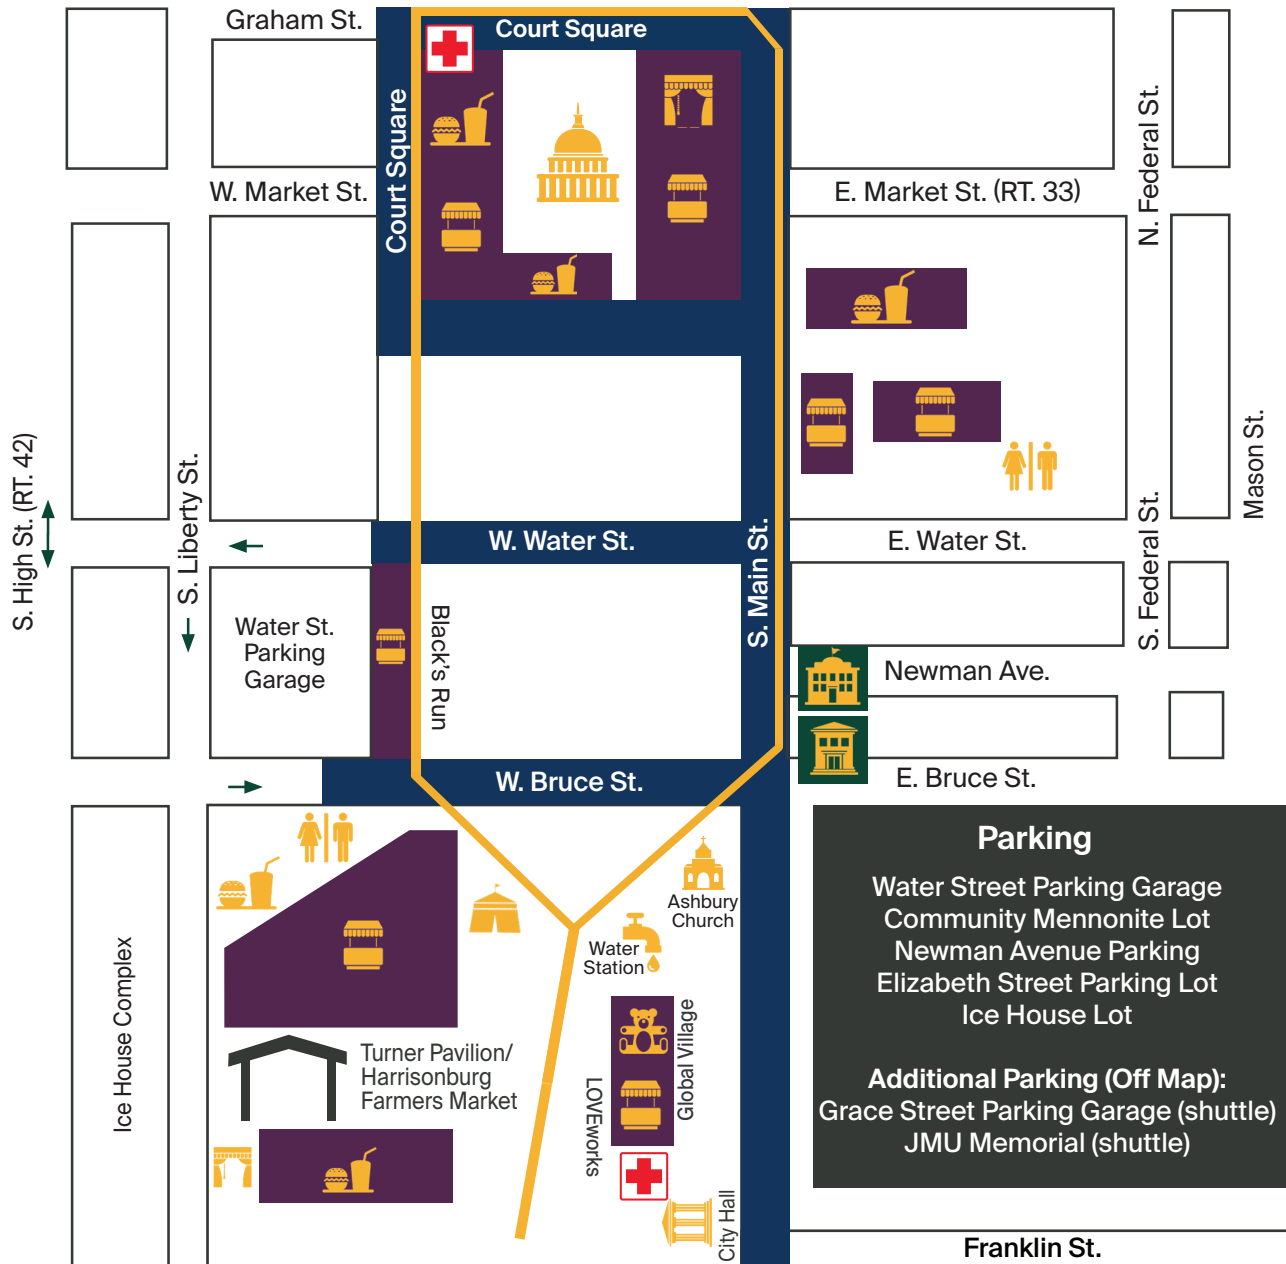 Graham St.
Court Square
Court Square
N. Federal St.
W. Market St.
E. Market St. (RT. 33)
S. High St. (RT. 42)
S. Liberty St.
Mason St.
W. Water St.
S. Main St.
E. Water St.
S. Federal St.
Water St.
Parking
Garage
Black's Run
Newman Ave.
W. Bruce St.
E. Bruce St.
Ashbury
Church
Water
Station
Ice House Complex
Turner Pavilion/
Harrisonburg
Farmers Market
LOVEworks
Global Village
City Hall
Parking
Water Street Parking Garage
Community Mennonite Lot
Newman Avenue Parking
Elizabeth Street Parking Lot
Ice House Lot
Additional Parking (Off Map):
Grace Street Parking Garage (shuttle)
JMU Memorial (shuttle)
Franklin St.